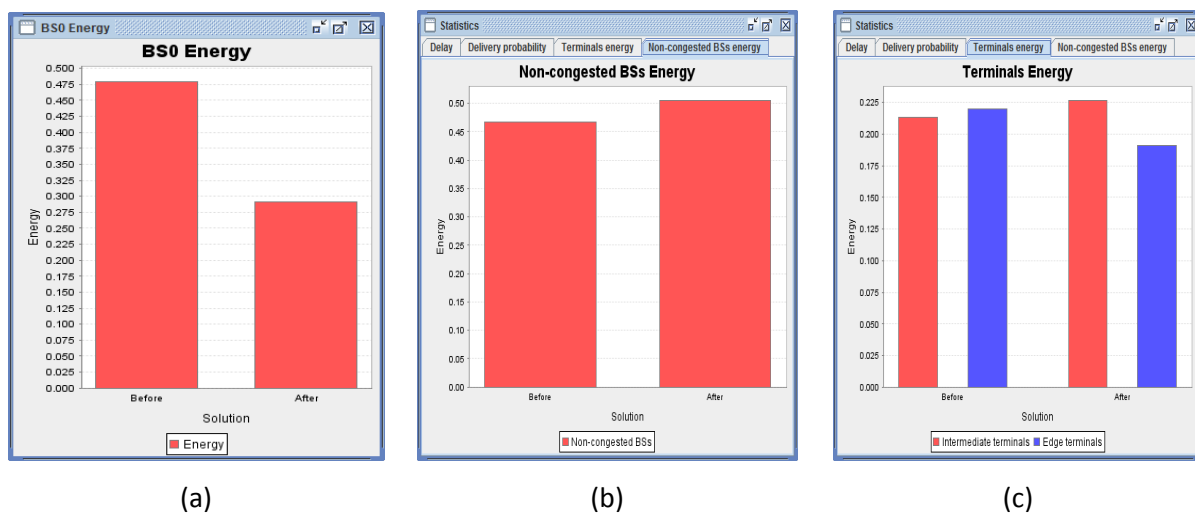 BS0 Energy
BS0 Energy
0.500
0.475
0.450
0.425
0.400
0.375
0.350
0.325
0.300
0.275
0.250
0.225
0.200
0.175
0.150
0.125
0.100
0.075
0.050
0.025
0.000
Energy
Before After
Solution
Energy
(a)
Statistics
Delay Delivery probability Terminals energy Non-congested BSs energy
Non-congested BSs Energy
0.50
0.45
0.40
0.35
0.30
0.25
0.20
0.15
0.10
0.05
0.00
Energy
Before After
Solution
Non-congested BSs
(b)
Statistics
Delay Delivery probability Terminals energy Non-congested BSs energy
Terminals Energy
0.225
0.200
0.175
0.150
0.125
0.100
0.075
0.050
0.025
0.000
Energy
Before After
Solution
Intermediate terminals Edge terminals
(c)